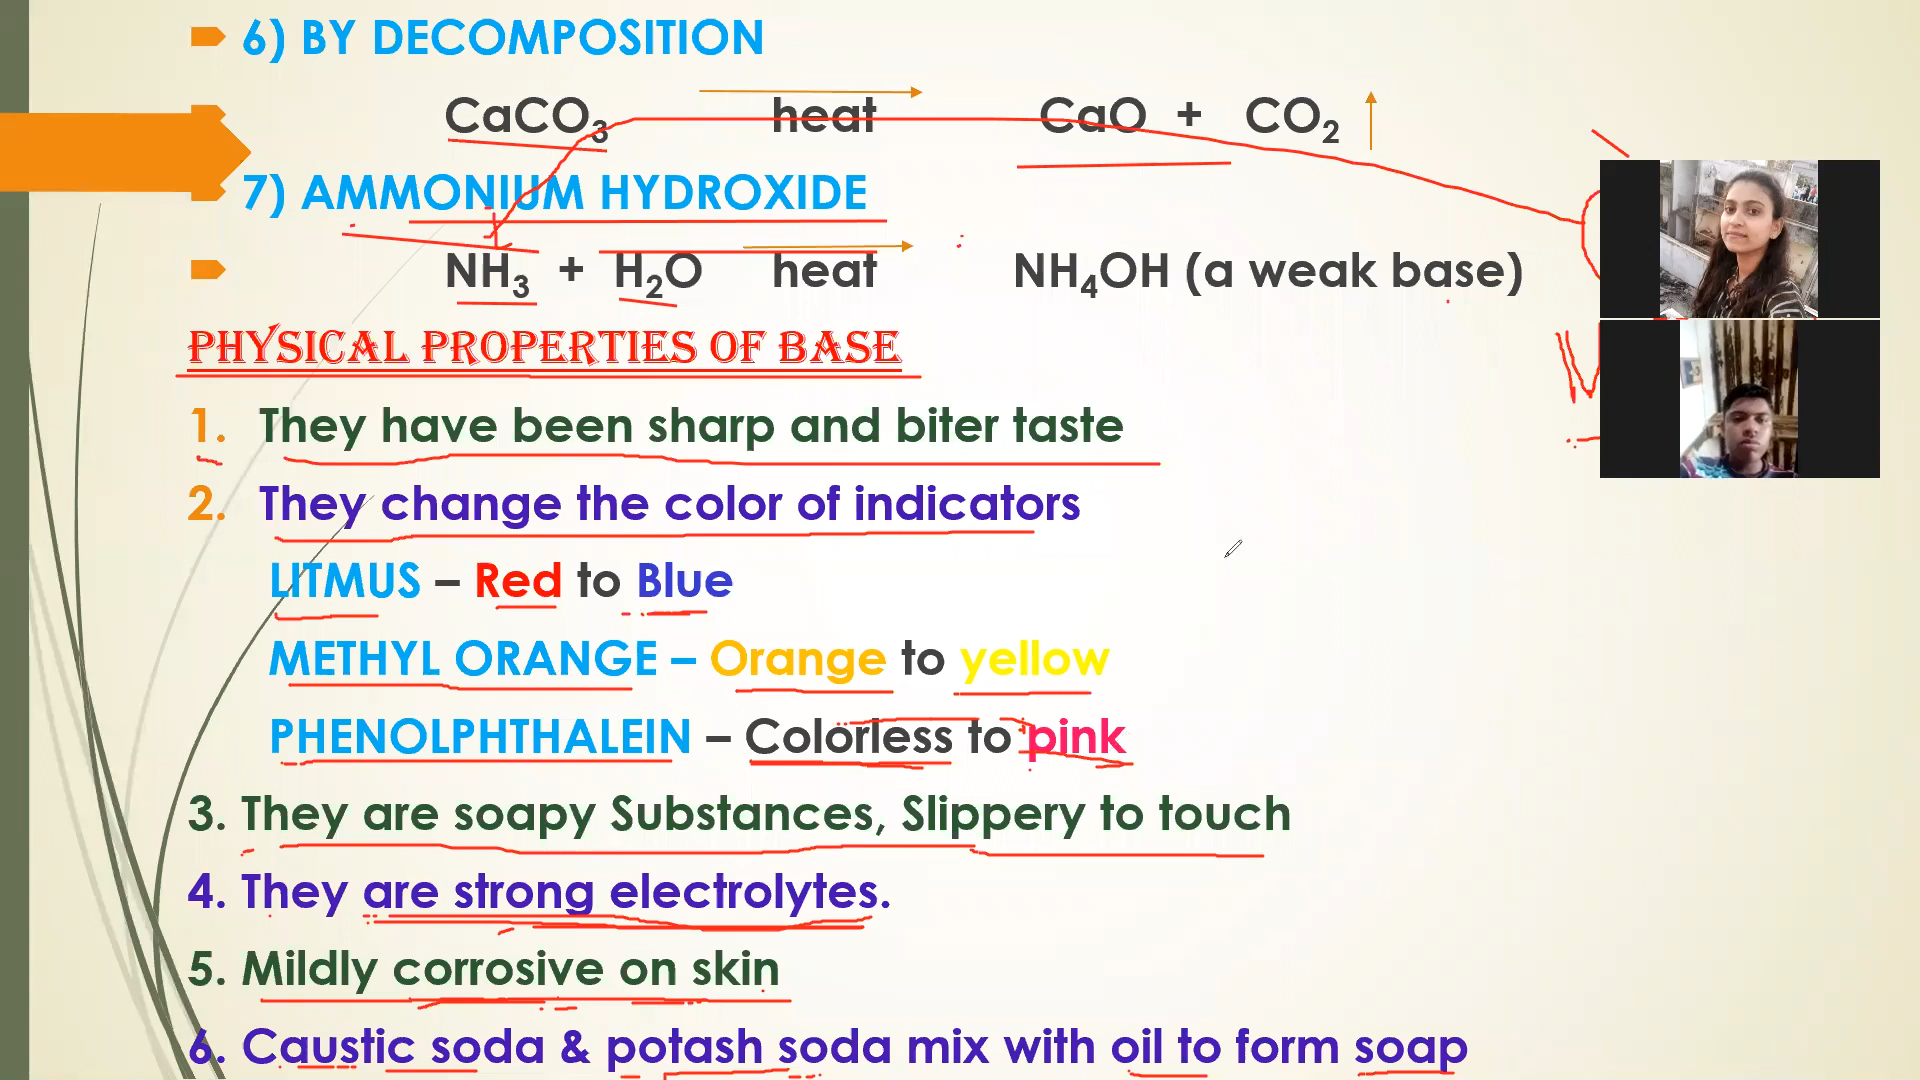 6) BY DECOMPOSITION
CaCO₃ heat CaO + CO₂
7) AMMONIUM HYDROXIDE
NH₃ + H₂O heat NH₄OH (a weak base)
PHYSICAL PROPERTIES OF BASE
1. They have been sharp and biter taste
2. They change the color of indicators
LITMUS – Red to Blue
METHYL ORANGE – Orange to yellow
PHENOLPHTHALEIN – Colorless to pink
3. They are soapy Substances, Slippery to touch
4. They are strong electrolytes.
5. Mildly corrosive on skin
6. Caustic soda & potash soda mix with oil to form soap